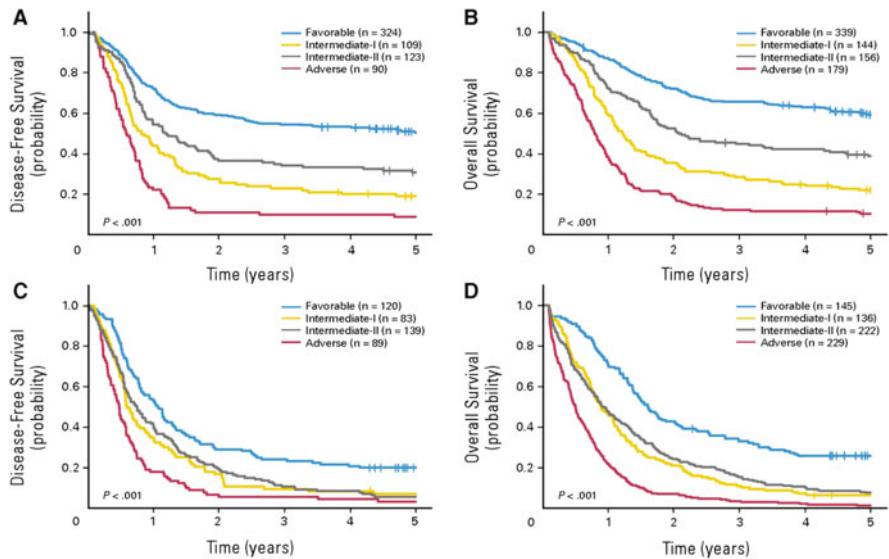 A
Disease-Free Survival
(probability)
1.0
0.8
0.6
0.4
0.2
Favorable (n = 324)
Intermediate-I (n = 109)
Intermediate-II (n = 123)
Adverse (n = 90)
P < .001
0 1 2 3 4 5
Time (years)
B
Overall Survival
(probability)
1.0
0.8
0.6
0.4
0.2
Favorable (n = 339)
Intermediate-I (n = 144)
Intermediate-II (n = 156)
Adverse (n = 179)
P < .001
0 1 2 3 4 5
Time (years)
C
Disease-Free Survival
(probability)
1.0
0.8
0.6
0.4
0.2
Favorable (n = 120)
Intermediate-I (n = 83)
Intermediate-II (n = 139)
Adverse (n = 89)
P < .001
0 1 2 3 4 5
Time (years)
D
Overall Survival
(probability)
1.0
0.8
0.6
0.4
0.2
Favorable (n = 145)
Intermediate-I (n = 136)
Intermediate-II (n = 222)
Adverse (n = 229)
P < .001
0 1 2 3 4 5
Time (years)